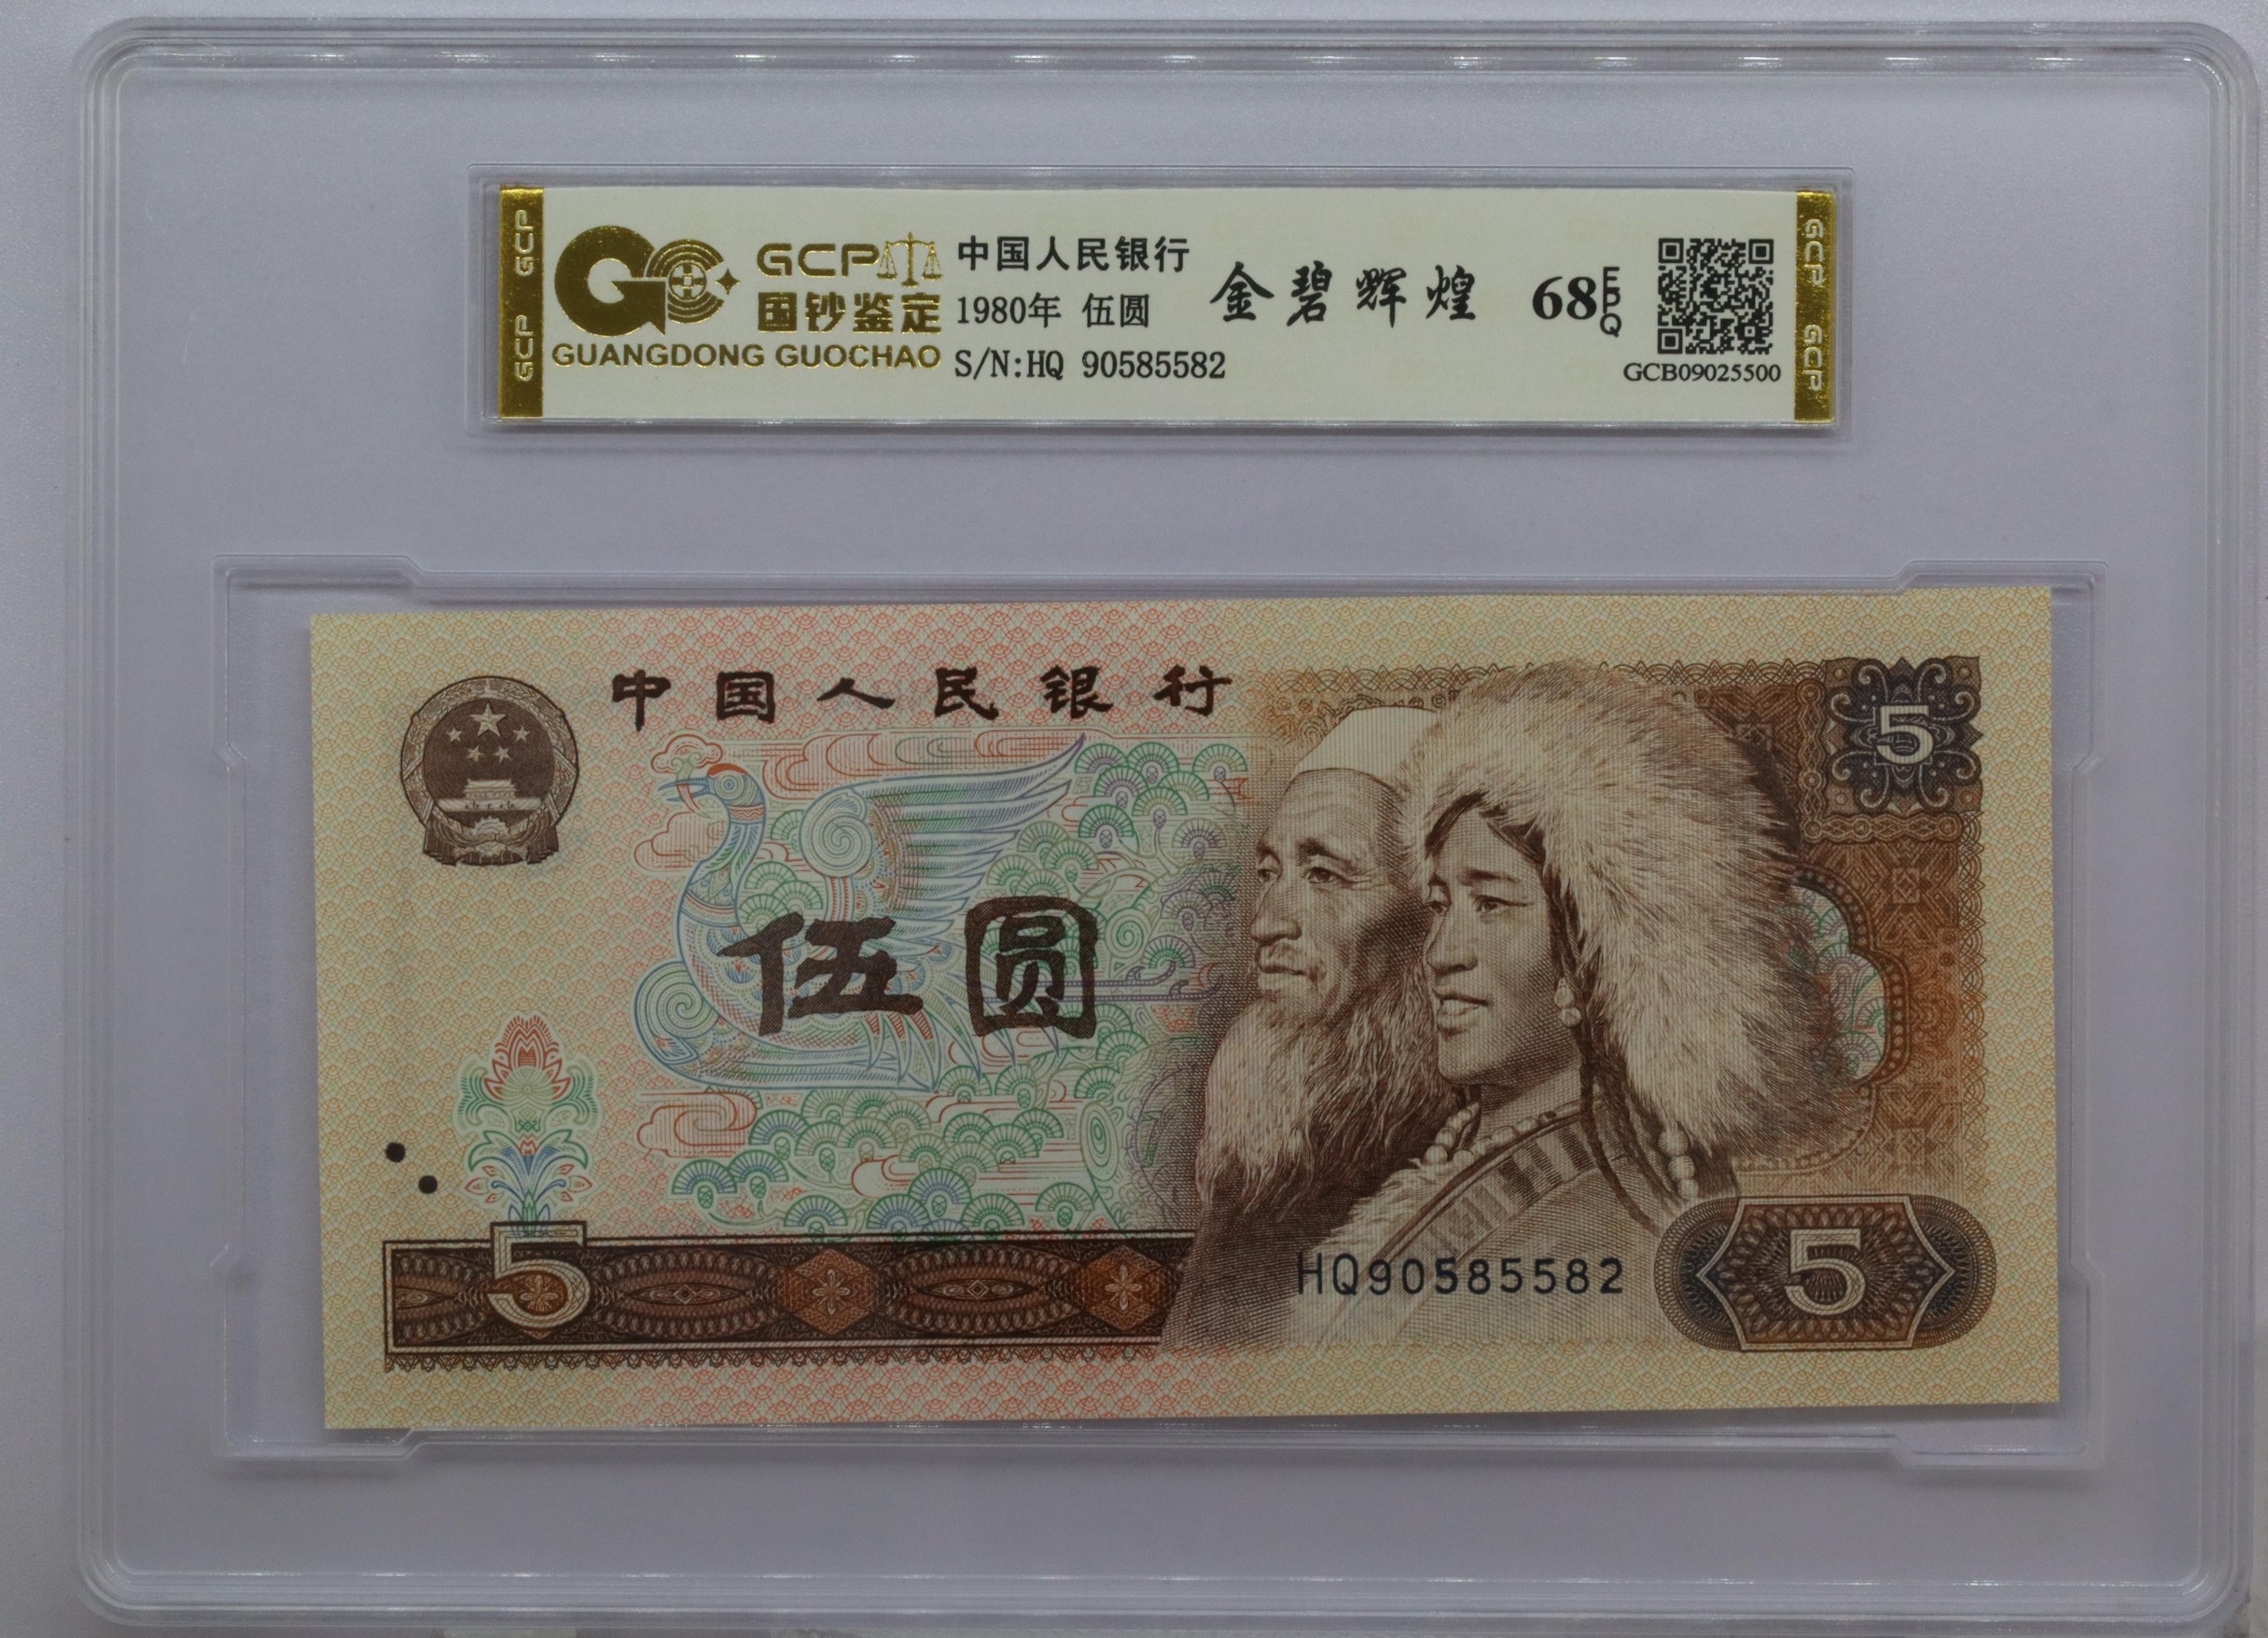 GCP GCP
GCP
国钞鉴定
GUANGDONG GUOCHAO
中国人民银行
1980年 伍圆
S/N:HQ 90585582
金碧辉煌
68 EPQ
GCB09025500
GCP GCP
中国人民银行
5
伍圆
5
HQ90585582
5